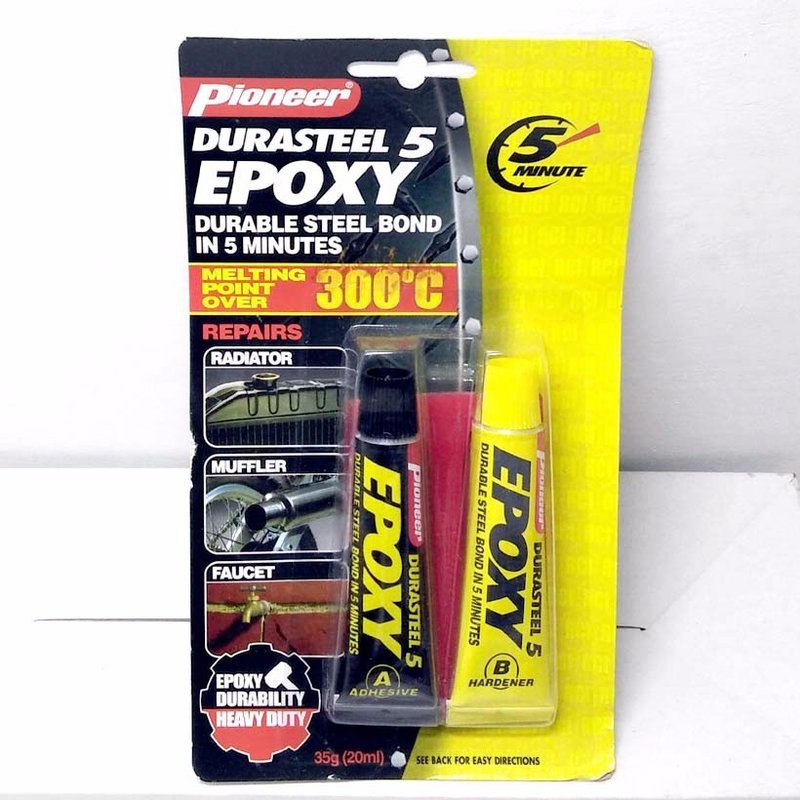 Pioneer®
DURASTEEL 5
EPOXY
DURABLE STEEL BOND
IN 5 MINUTES
MELTING
POINT
OVER
300°C
5
MINUTE
REPAIRS
RADIATOR
MUFFLER
FAUCET
EPOXY
DURABILITY
HEAVY DUTY
Pioneer
DURASTEEL 5
EPOXY
DURABLE STEEL BOND IN 5 MINUTES
A
ADHESIVE
Pioneer
DURASTEEL 5
EPOXY
DURABLE STEEL BOND IN 5 MINUTES
B
HARDENER
35g (20ml)
SEE BACK FOR EASY DIRECTIONS